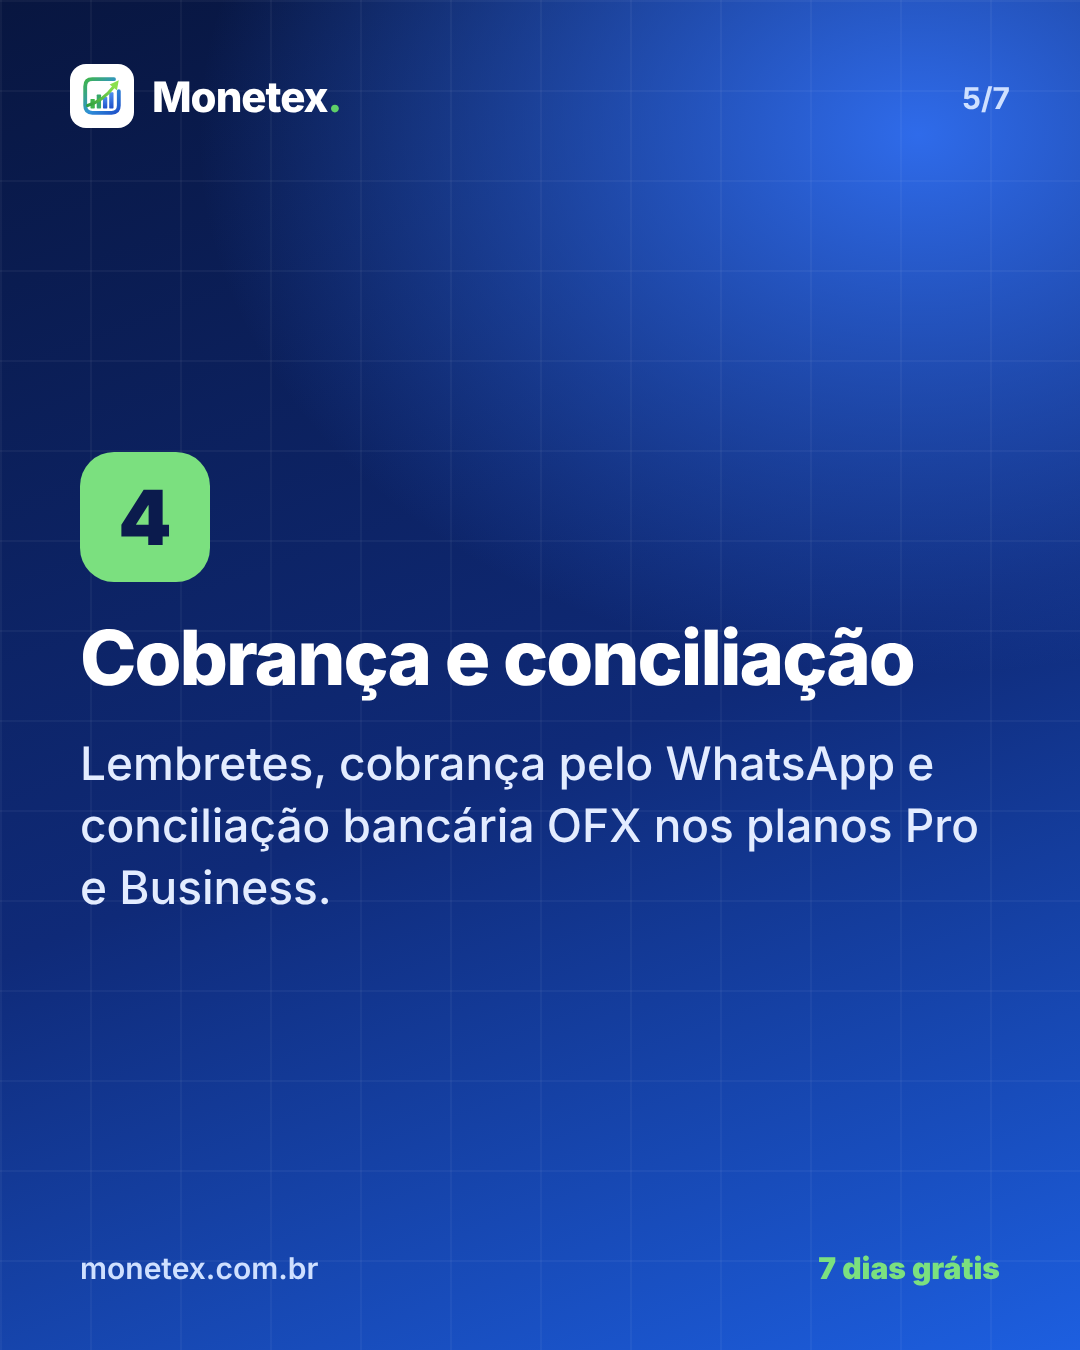 Monetex.
5/7
4
Cobrança e conciliação
Lembretes, cobrança pelo WhatsApp e
conciliação bancária OFX nos planos Pro
e Business.
monetex.com.br
7 dias grátis